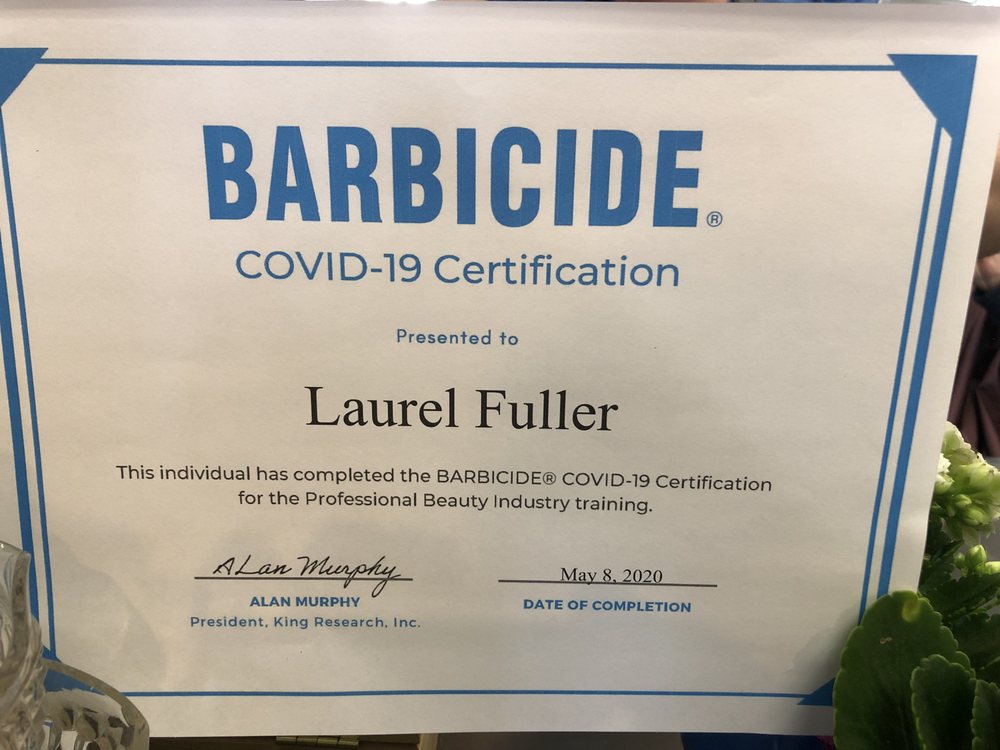 BARBICIDE®
COVID-19 Certification
Presented to
Laurel Fuller
This individual has completed the BARBICIDE® COVID-19 Certification
for the Professional Beauty Industry training.
ALan Murphy
May 8, 2020
ALAN MURPHY
DATE OF COMPLETION
President, King Research, Inc.